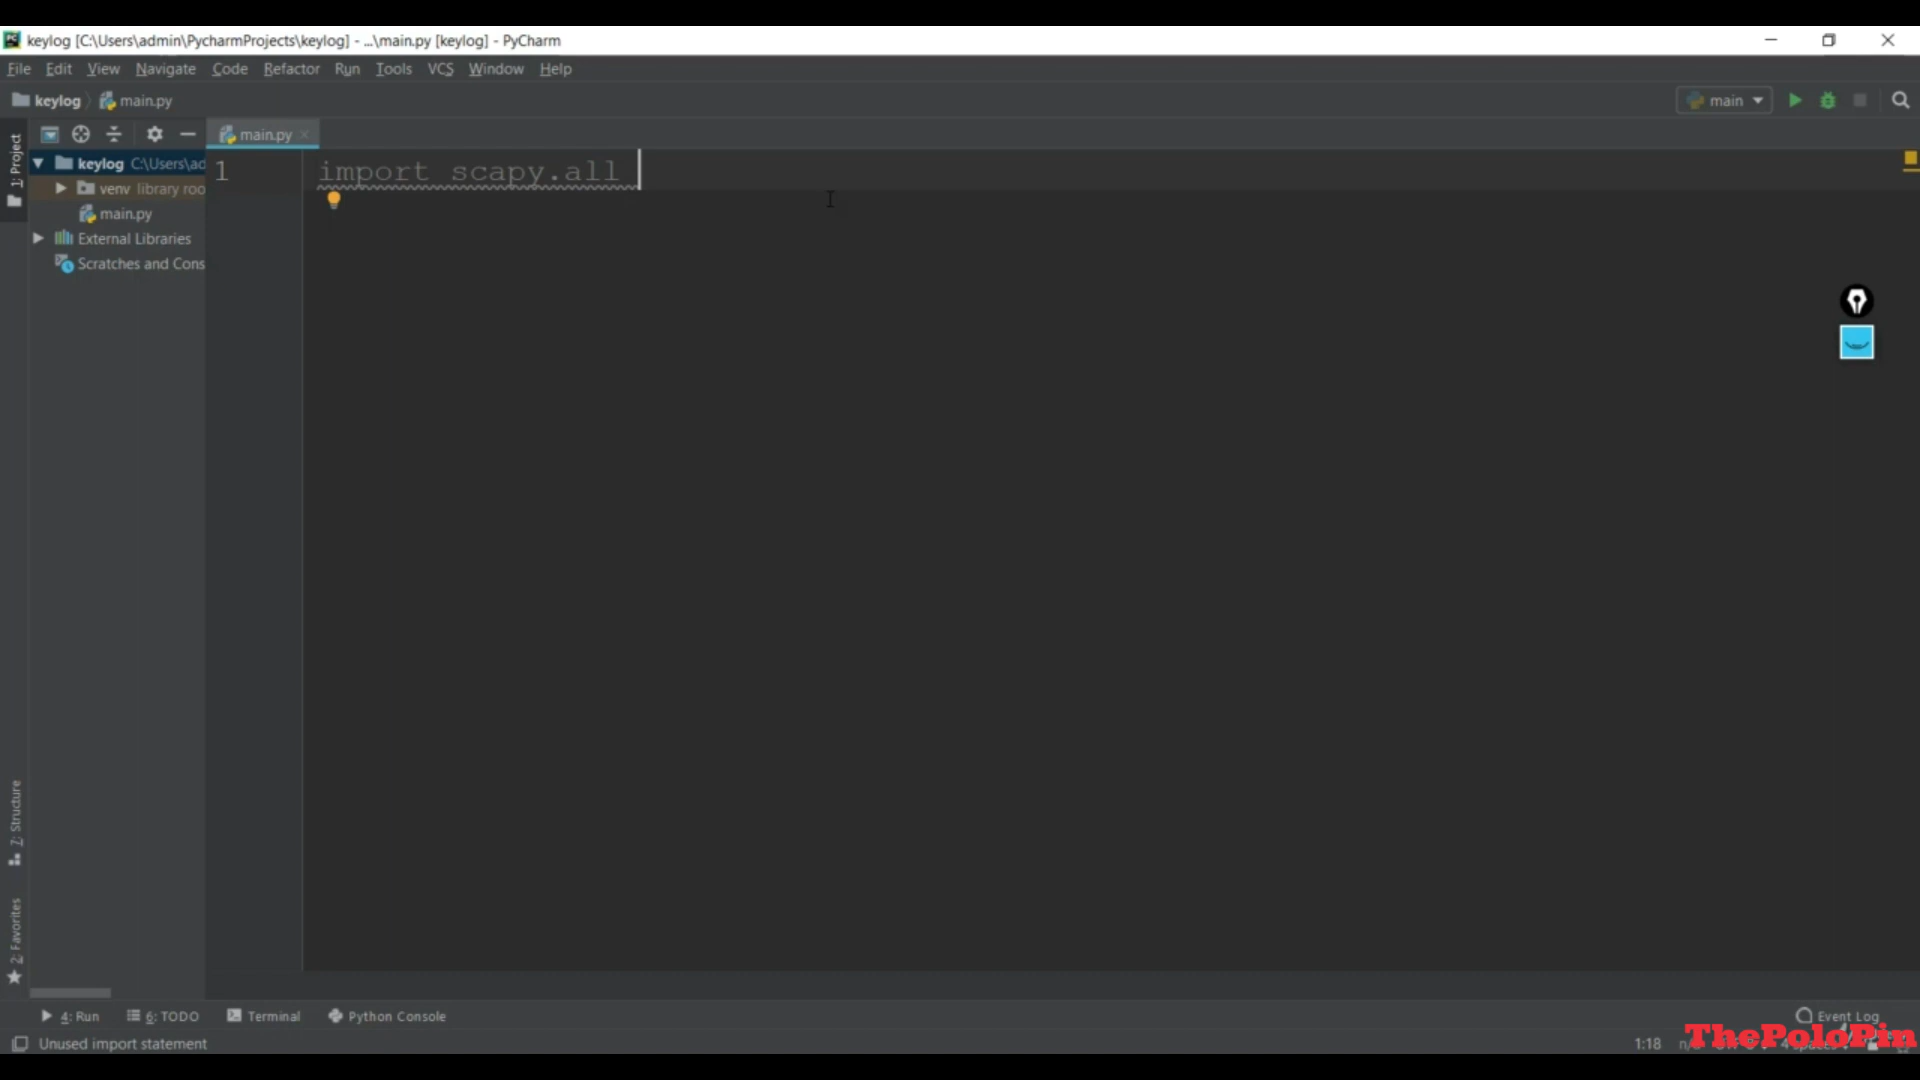 keylog [C:\Users\admin\PycharmProjects\keylog] - ...\main.py [keylog] - PyCharm
File Edit View Navigate Code Refactor Run Tools VCS Window Help
keylog main.py
main
1: Project
main.py
keylog C:\Users\ad
1 import scapy.all
venv library roo
main.py
External Libraries
Scratches and Cons
7: Structure
2: Favorites
4: Run 6: TODO Terminal Python Console
Event Log
Unused import statement
1:18
4 spaces
ThePoloPin